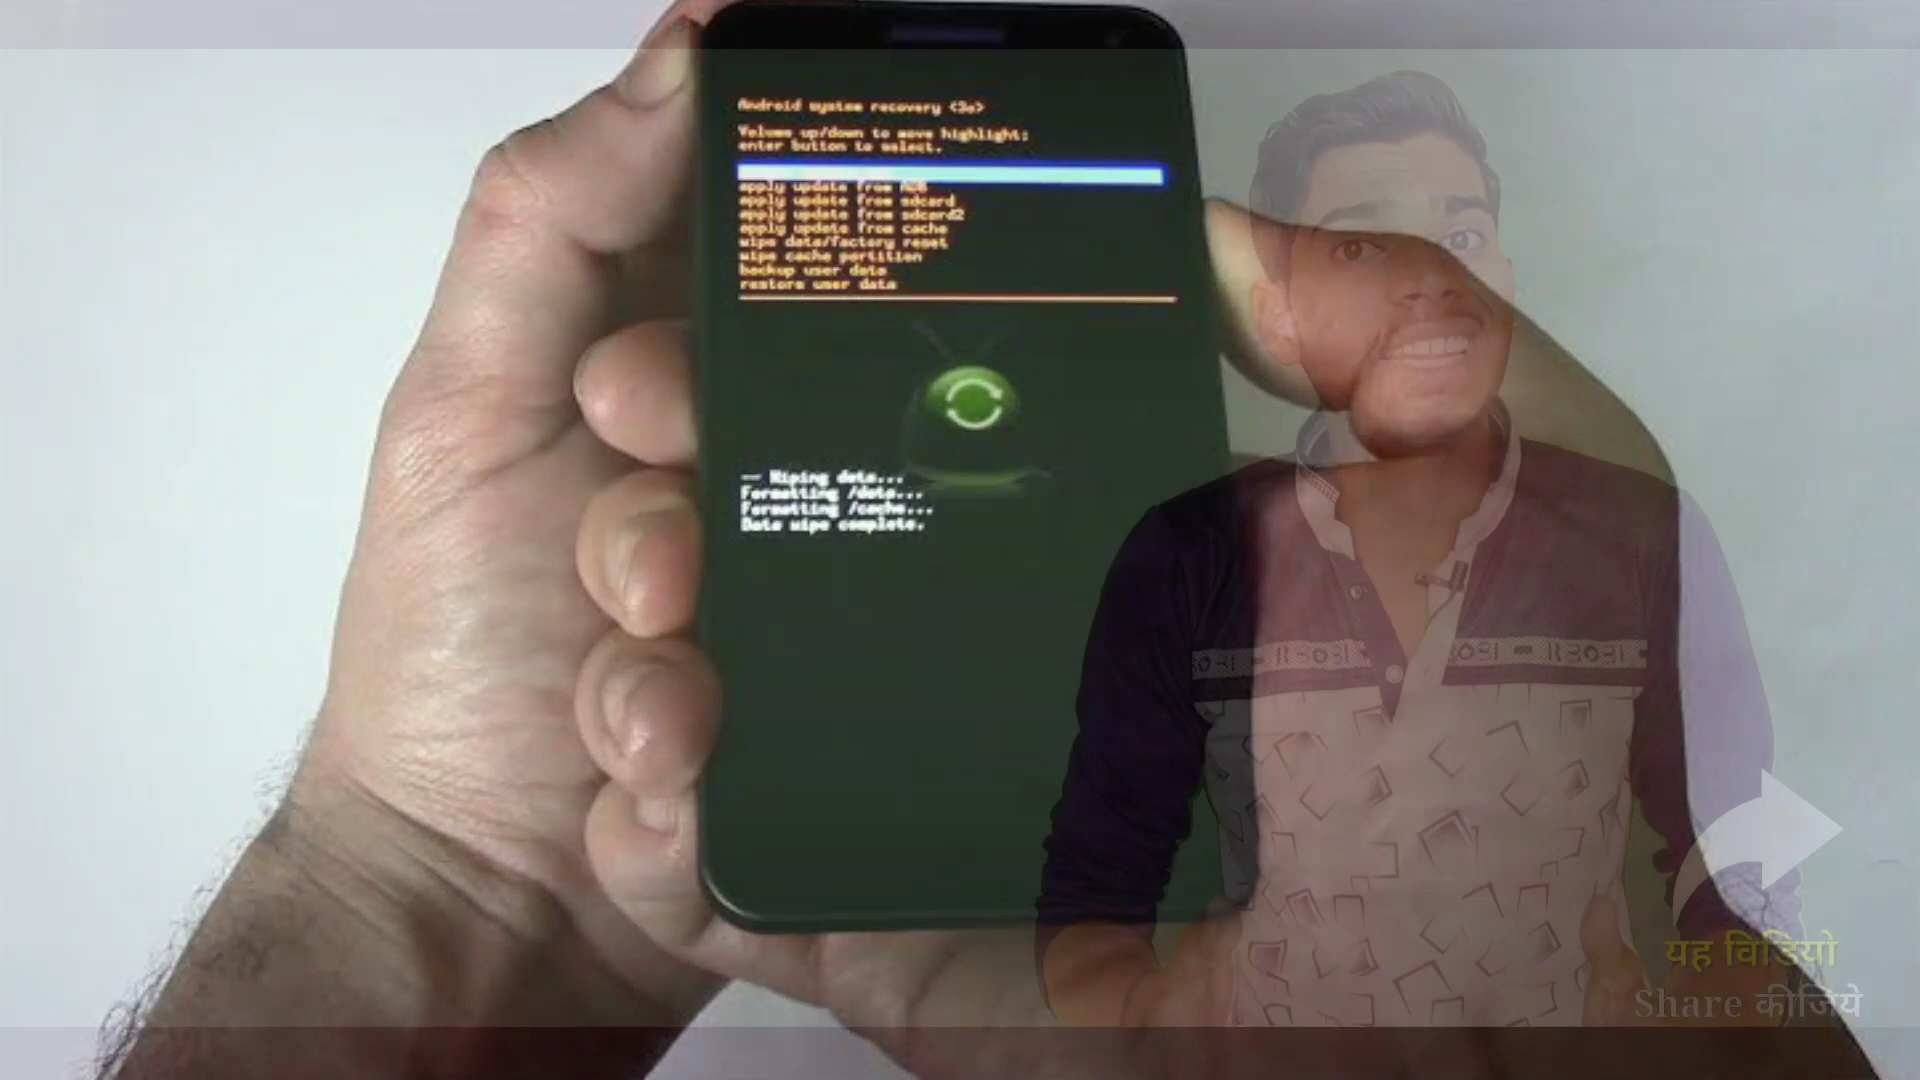 Android system recovery <3e>
Volume up/down to move highlight;
enter button to select.
apply update from ADB
apply update from sdcard
apply update from sdcard2
apply update from cache
wipe data/factory reset
wipe cache partition
backup user data
restore user data
-- Wiping data...
Formatting /data...
Formatting /cache...
Data wipe complete.
यह विडियो
Share कीजिये